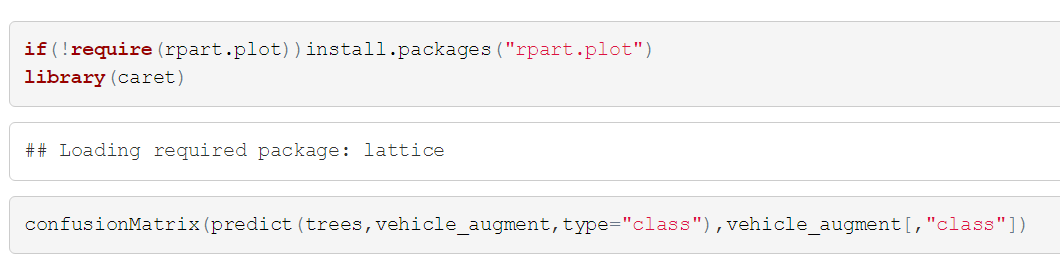 if(!require(rpart.plot))install.packages("rpart.plot")
library(caret)
## Loading required package: lattice
confusionMatrix(predict(trees,vehicle_augment,type="class"),vehicle_augment[,"class"])